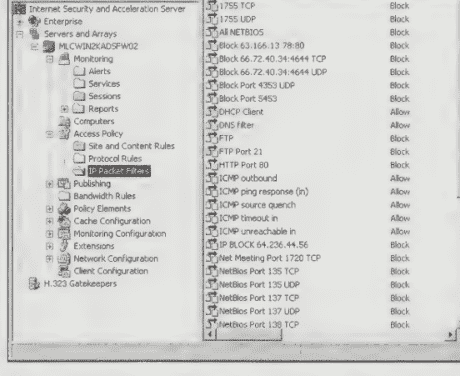 Internet Security and Acceleration Server
Enterprise
Servers and Arrays
MLCWIN2KADSFW02
Monitoring
Alerts
Services
Sessions
Reports
Computers
Access Policy
Site and Content Rules
Protocol Rules
IP Packet Filters
Publishing
Bandwidth Rules
Policy Elements
Cache Configuration
Monitoring Configuration
Extensions
Network Configuration
Client Configuration
H.323 Gatekeepers
1755 TCP Block
1755 UDP Block
All NETBIOS Block
Block 63.166.13 78:80 Block
Block 66.72.40.34:4644 TCP Block
Block 66.72.40.34:4644 UDP Block
Block Port 4353 UDP Block
Block Port 5453 Block
DHCP Client Allow
DNS filter Allow
FTP Block
FTP Port 21 Block
HTTP Port 80 Block
ICMP outbound Allow
ICMP ping response (in) Allow
ICMP source quench Allow
ICMP timeout in Allow
ICMP unreachable in Allow
IP BLOCK 64.236.44.56 Block
Net Meeting Port 1720 TCP Block
NetBios Port 135 TCP Block
NetBios Port 135 UDP Block
NetBios Port 137 TCP Block
NetBios Port 137 UDP Block
NetBios Port 138 TCP Block